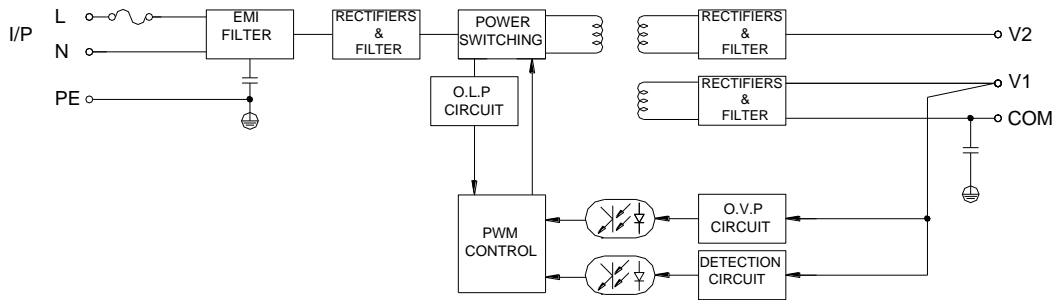 I/P
L
N
PE
EMI
FILTER
RECTIFIERS
&
FILTER
POWER
SWITCHING
O.L.P
CIRCUIT
RECTIFIERS
&
FILTER
V2
RECTIFIERS
&
FILTER
V1
COM
PWM
CONTROL
O.V.P
CIRCUIT
DETECTION
CIRCUIT